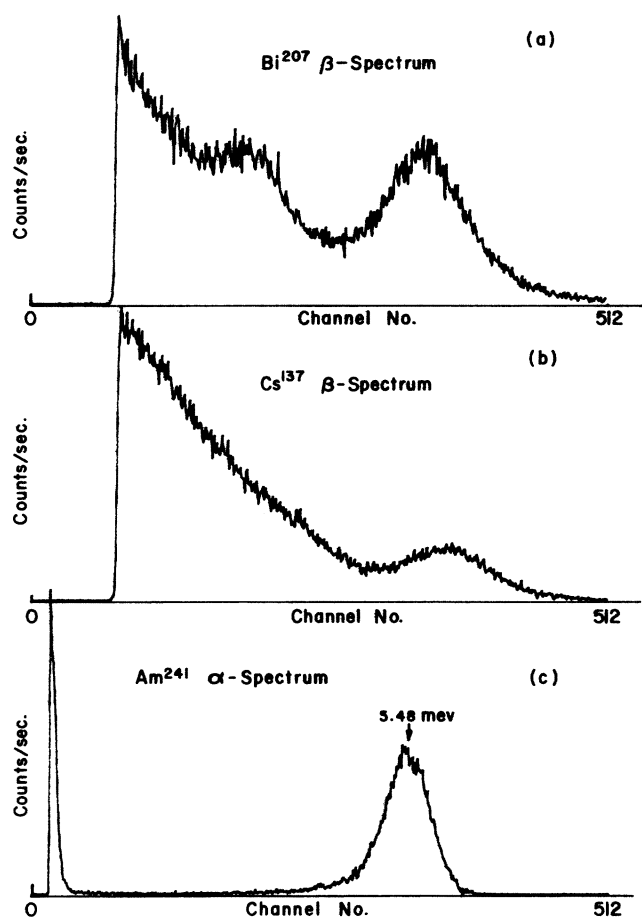 (a)
Bi²⁰⁷ β-Spectrum
Counts/sec.
0 Channel No. 512
(b)
Cs¹³⁷ β-Spectrum
Counts/sec.
0 Channel No. 512
Am²⁴¹ α-Spectrum (c)
5.48 mev
Counts/sec.
0 Channel No. 512